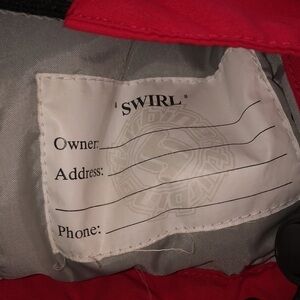 'SWIRL'
Owner:
Address:
Phone: